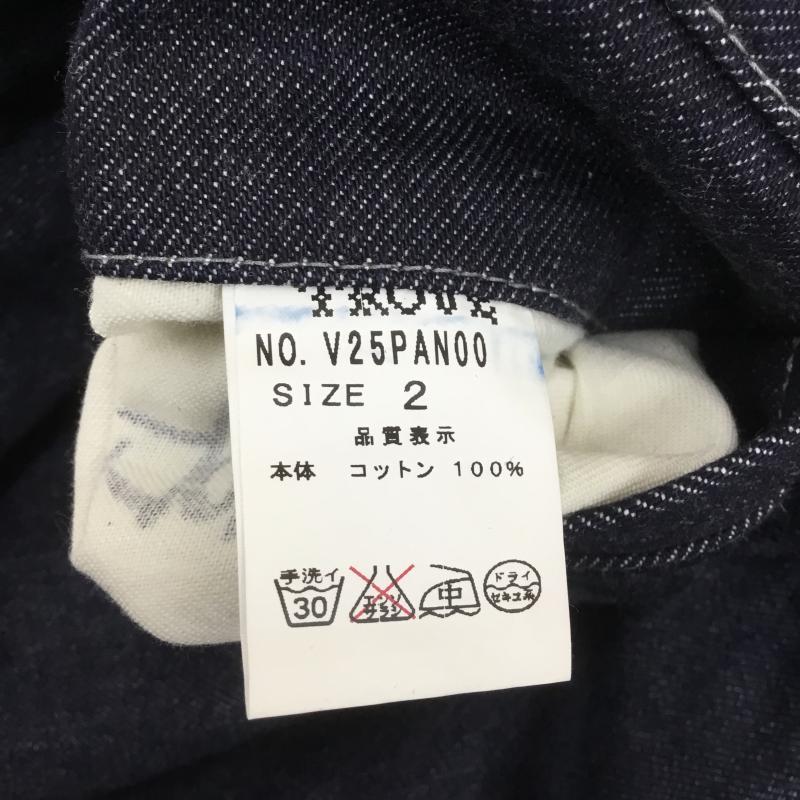 TROVE
NO. V25PAN00
SIZE 2
品質表示
本体 コットン 100%
手洗イ
30
エンソ
サラシ
中
ドライ
セキユ系